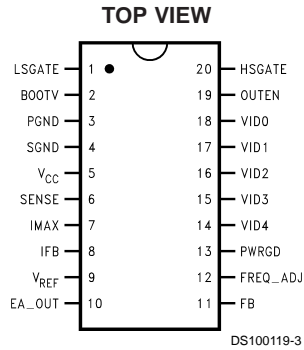 TOP VIEW
LSGATE 1 20 HSGATE
BOOTV 2 19 OUTEN
PGND 3 18 VID0
SGND 4 17 VID1
VCC 5 16 VID2
SENSE 6 15 VID3
IMAX 7 14 VID4
IFB 8 13 PWRGD
VREF 9 12 FREQ_ADJ
EA_OUT 10 11 FB
DS100119-3